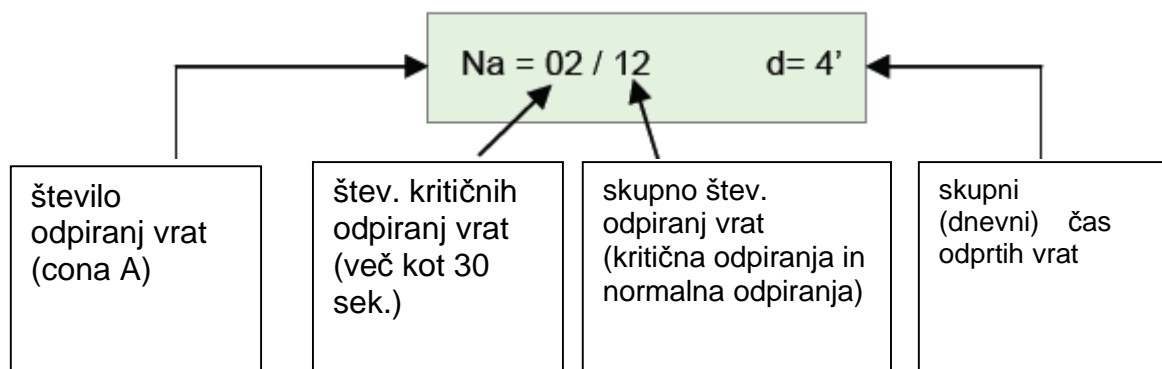 Na = 02 / 12 d= 4’
število
odpiranj vrat
(cona A)
štev. kritičnih
odpiranj vrat
(več kot 30
sek.)
skupno štev.
odpiranj vrat
(kritična odpiranja in
normalna odpiranja)
skupni
(dnevni) čas
odprtih vrat